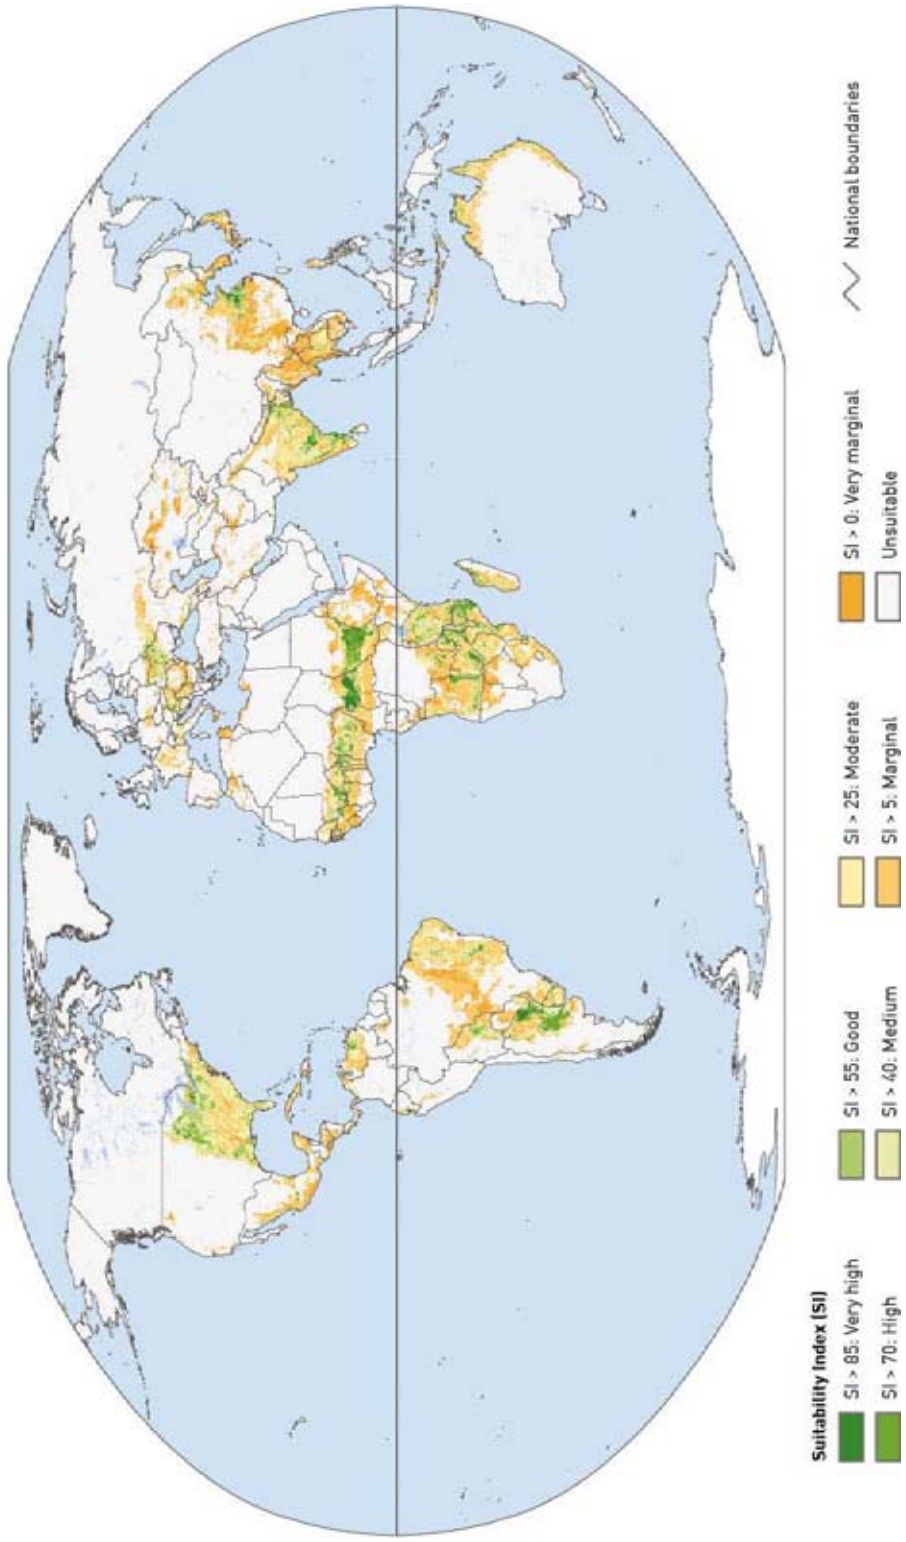 Suitability Index (SI)
SI > 85: Very high
SI > 70: High
SI > 55: Good
SI > 40: Medium
SI > 25: Moderate
SI > 5: Marginal
SI > 0: Very marginal
Unsuitable
National boundaries